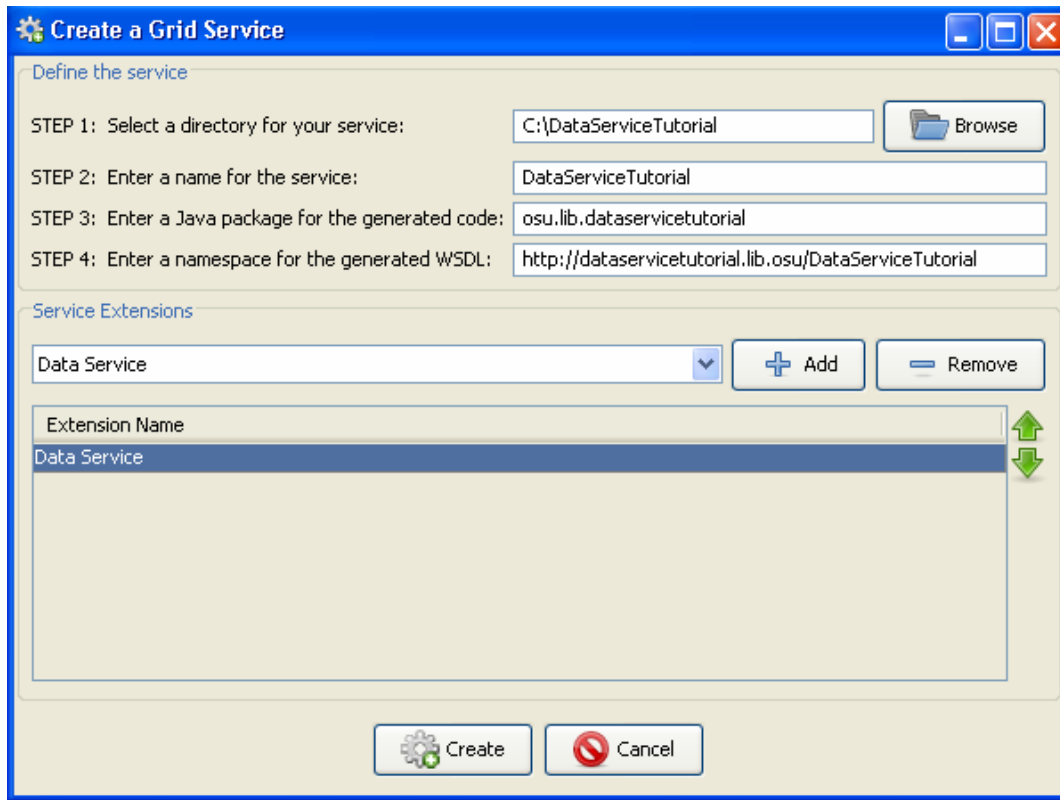 Create a Grid Service
Define the service
STEP 1: Select a directory for your service: C:\DataServiceTutorial Browse
STEP 2: Enter a name for the service: DataServiceTutorial
STEP 3: Enter a Java package for the generated code: osu.lib.dataservicetutorial
STEP 4: Enter a namespace for the generated WSDL: http://dataservicetutorial.lib.osu/DataServiceTutorial
Service Extensions
Data Service Add Remove
Extension Name
Data Service
Create Cancel